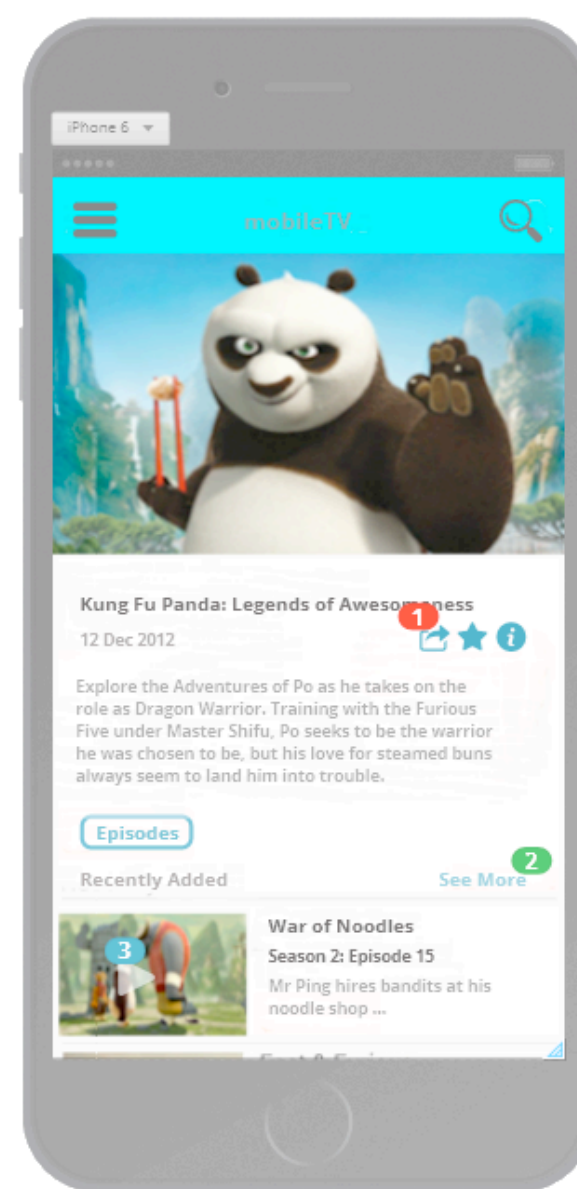 iPhone 6
mobileTV
Kung Fu Panda: Legends of Awesomeness
1
12 Dec 2012
Explore the Adventures of Po as he takes on the
role as Dragon Warrior. Training with the Furious
Five under Master Shifu, Po seeks to be the warrior
he was chosen to be, but his love for steamed buns
always seem to land him into trouble.
Episodes
2
Recently Added See More
War of Noodles
3
Season 2: Episode 15
Mr Ping hires bandits at his
noodle shop ...